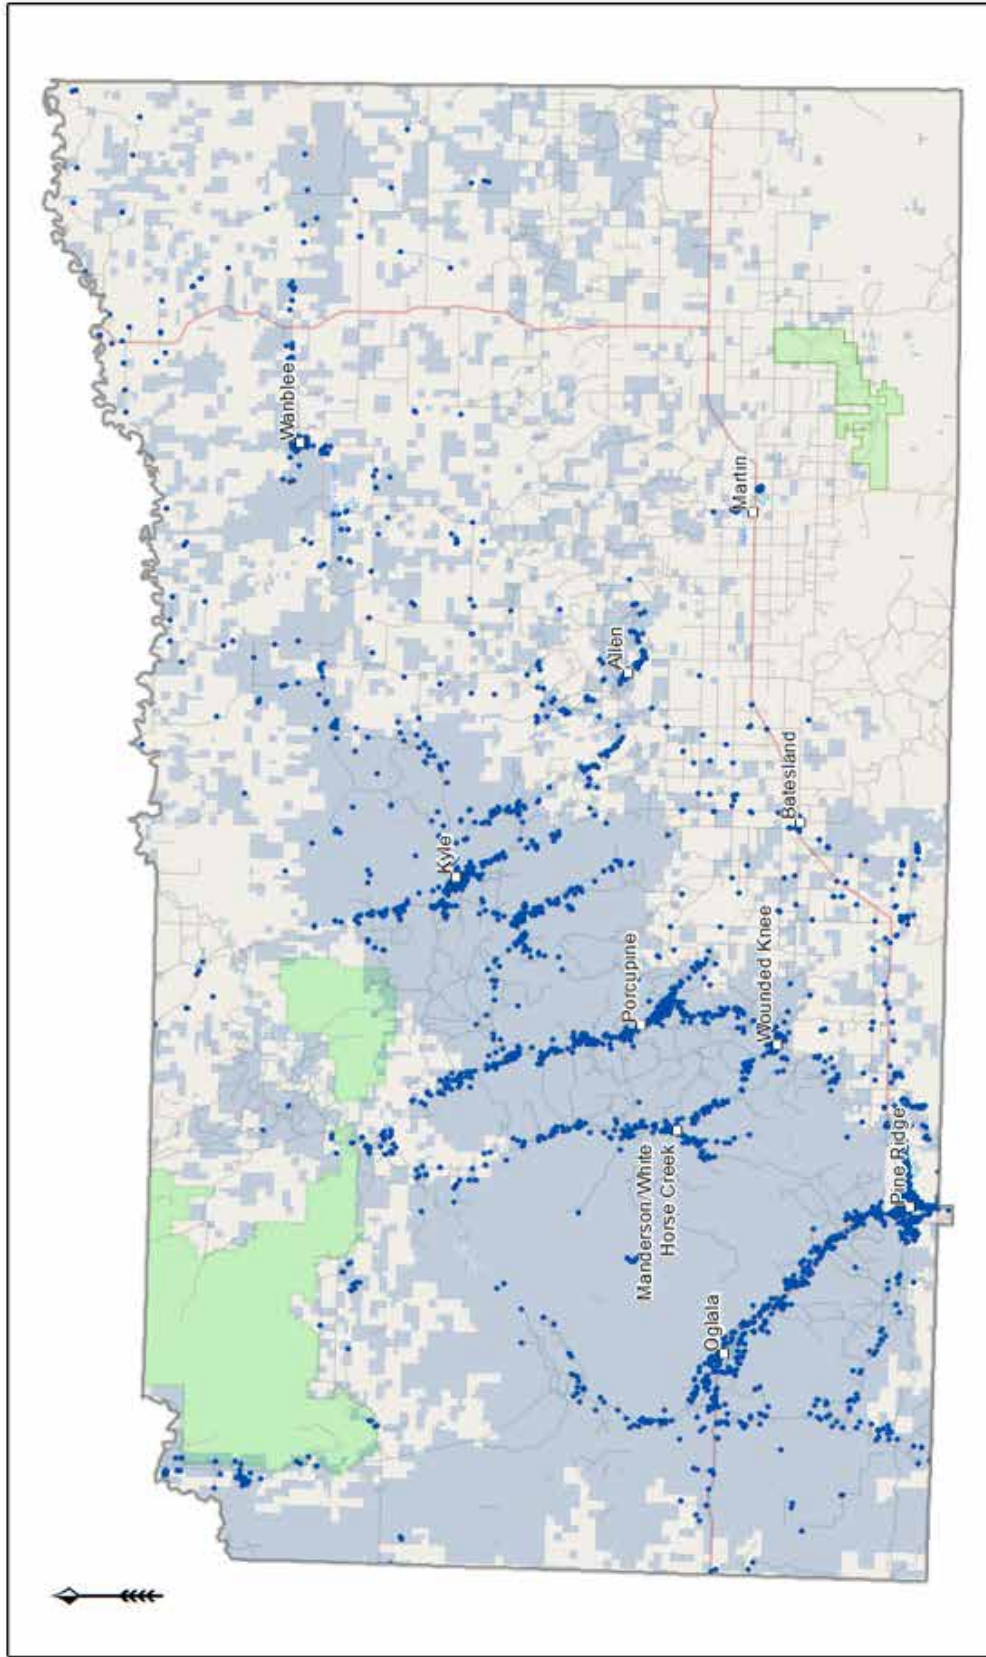 Wanblee
Kyle
Allen
Martin
Porcupine
Manderson/White
Horse Creek
Wounded Knee
Batesland
Oglala
Pine Ridge